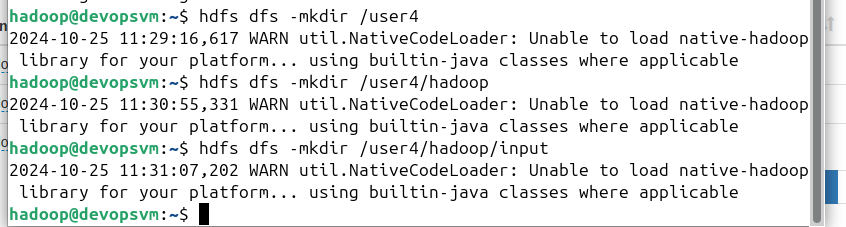 hadoop@devopsvm:~$ hdfs dfs -mkdir /user4
2024-10-25 11:29:16,617 WARN util.NativeCodeLoader: Unable to load native-hadoop
 library for your platform... using builtin-java classes where applicable
hadoop@devopsvm:~$ hdfs dfs -mkdir /user4/hadoop
2024-10-25 11:30:55,331 WARN util.NativeCodeLoader: Unable to load native-hadoop
 library for your platform... using builtin-java classes where applicable
hadoop@devopsvm:~$ hdfs dfs -mkdir /user4/hadoop/input
2024-10-25 11:31:07,202 WARN util.NativeCodeLoader: Unable to load native-hadoop
 library for your platform... using builtin-java classes where applicable
hadoop@devopsvm:~$